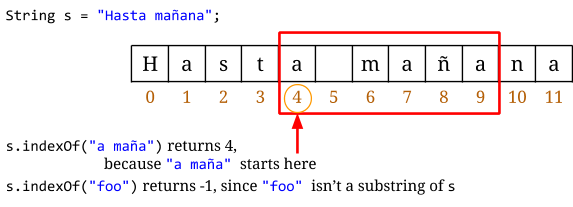 String s = "Hasta mañana";
H a s t a m a ñ a n a
0 1 2 3 4 5 6 7 8 9 10 11
s.indexOf("a maña") returns 4,
because "a maña" starts here
s.indexOf("foo") returns -1, since "foo" isn’t a substring of s